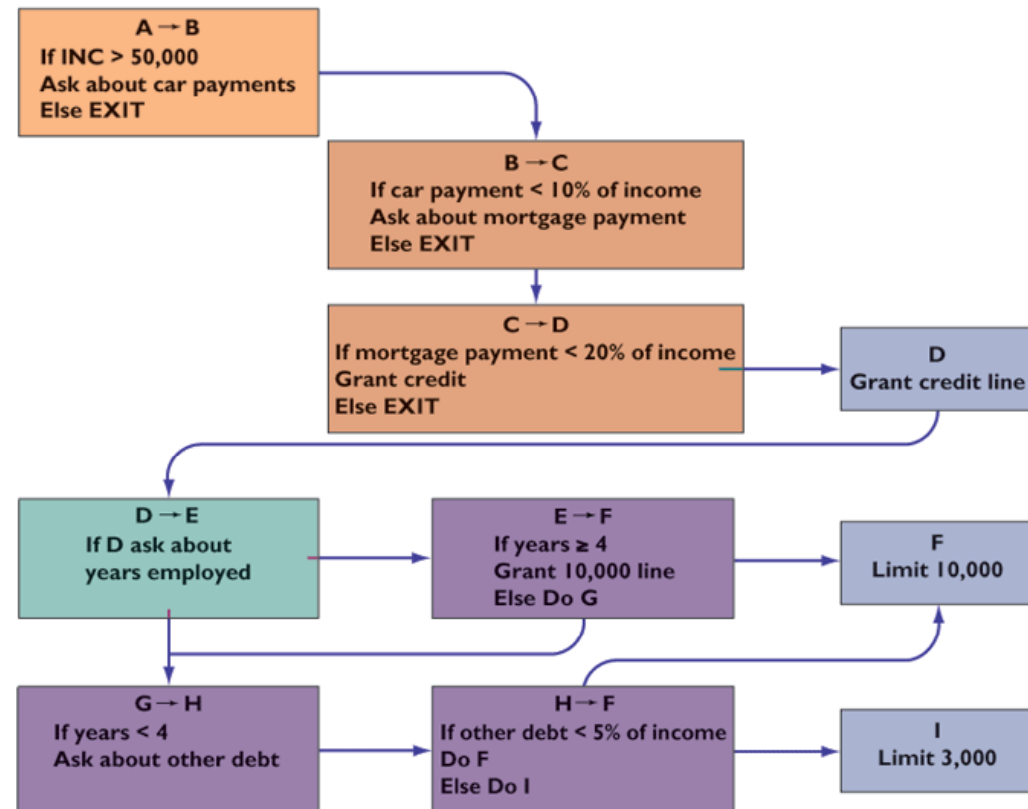 A → B
If INC > 50,000
Ask about car payments
Else EXIT
B → C
If car payment < 10% of income
Ask about mortgage payment
Else EXIT
C → D
If mortgage payment < 20% of income
Grant credit
Else EXIT
D
Grant credit line
D → E
If D ask about
years employed
E → F
If years ≥ 4
Grant 10,000 line
Else Do G
F
Limit 10,000
G → H
If years < 4
Ask about other debt
H → F
If other debt < 5% of income
Do F
Else Do I
I
Limit 3,000